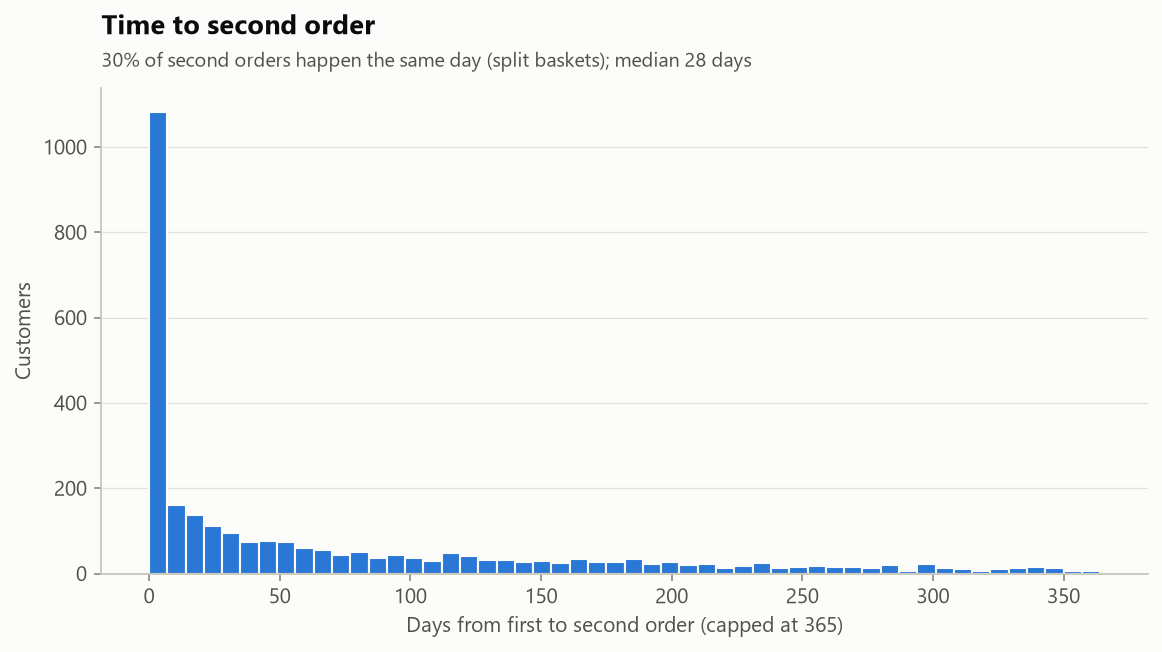 Time to second order
30% of second orders happen the same day (split baskets); median 28 days
Customers
1000
800
600
400
200
0
0 50 100 150 200 250 300 350
Days from first to second order (capped at 365)